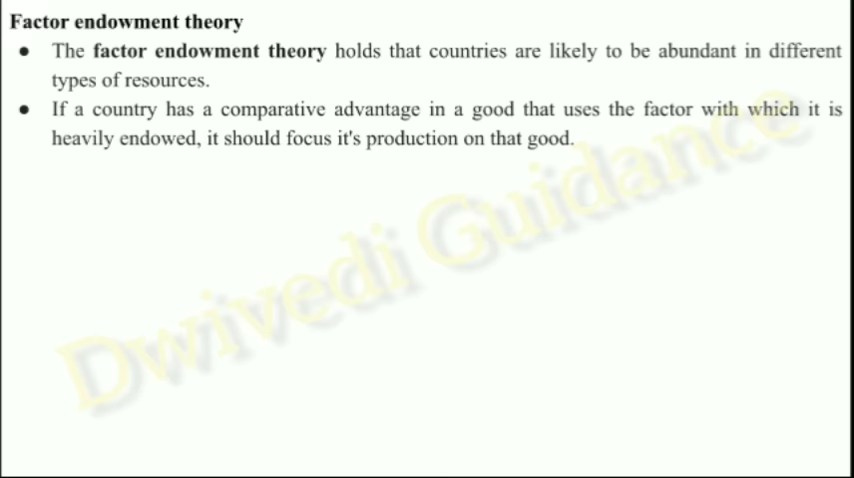 Factor endowment theory
● The factor endowment theory holds that countries are likely to be abundant in different
types of resources.
● If a country has a comparative advantage in a good that uses the factor with which it is
heavily endowed, it should focus it's production on that good.
Dwivedi Guidance